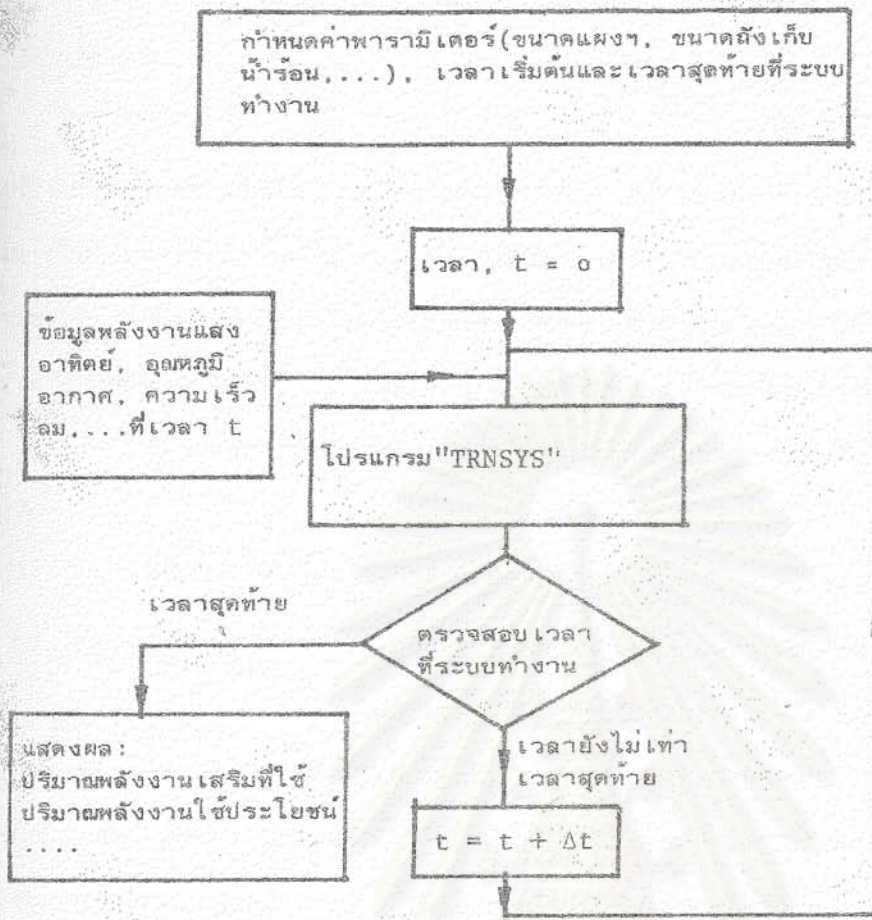 กำหนดค่าพารามิเตอร์(ขนาดแผงฯ, ขนาดถังเก็บ
น้ำร้อน,...), เวลาเริ่มต้นและเวลาสุดท้ายที่ระบบ
ทำงาน
เวลา, t = o
ข้อมูลพลังงานแสง
อาทิตย์, อุณหภูมิ
อากาศ, ความเร็ว
ลม,...ที่เวลา t
โปรแกรม"TRNSYS"
เวลาสุดท้าย
ตรวจสอบเวลา
ที่ระบบทำงาน
แสดงผล:
ปริมาณพลังงานเสริมที่ใช้
ปริมาณพลังงานใช้ประโยชน์
....
เวลายังไม่เท่า
เวลาสุดท้าย
t = t + Δt